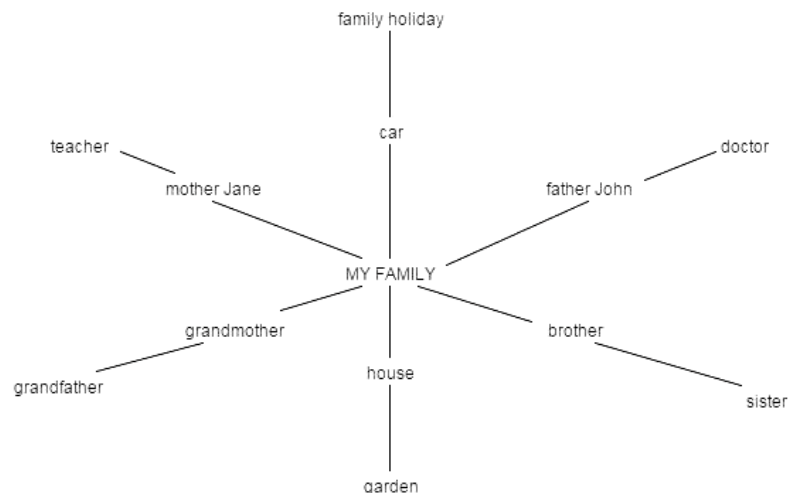 family holiday
car
teacher
doctor
mother Jane
father John
MY FAMILY
grandmother
brother
house
grandfather
sister
garden